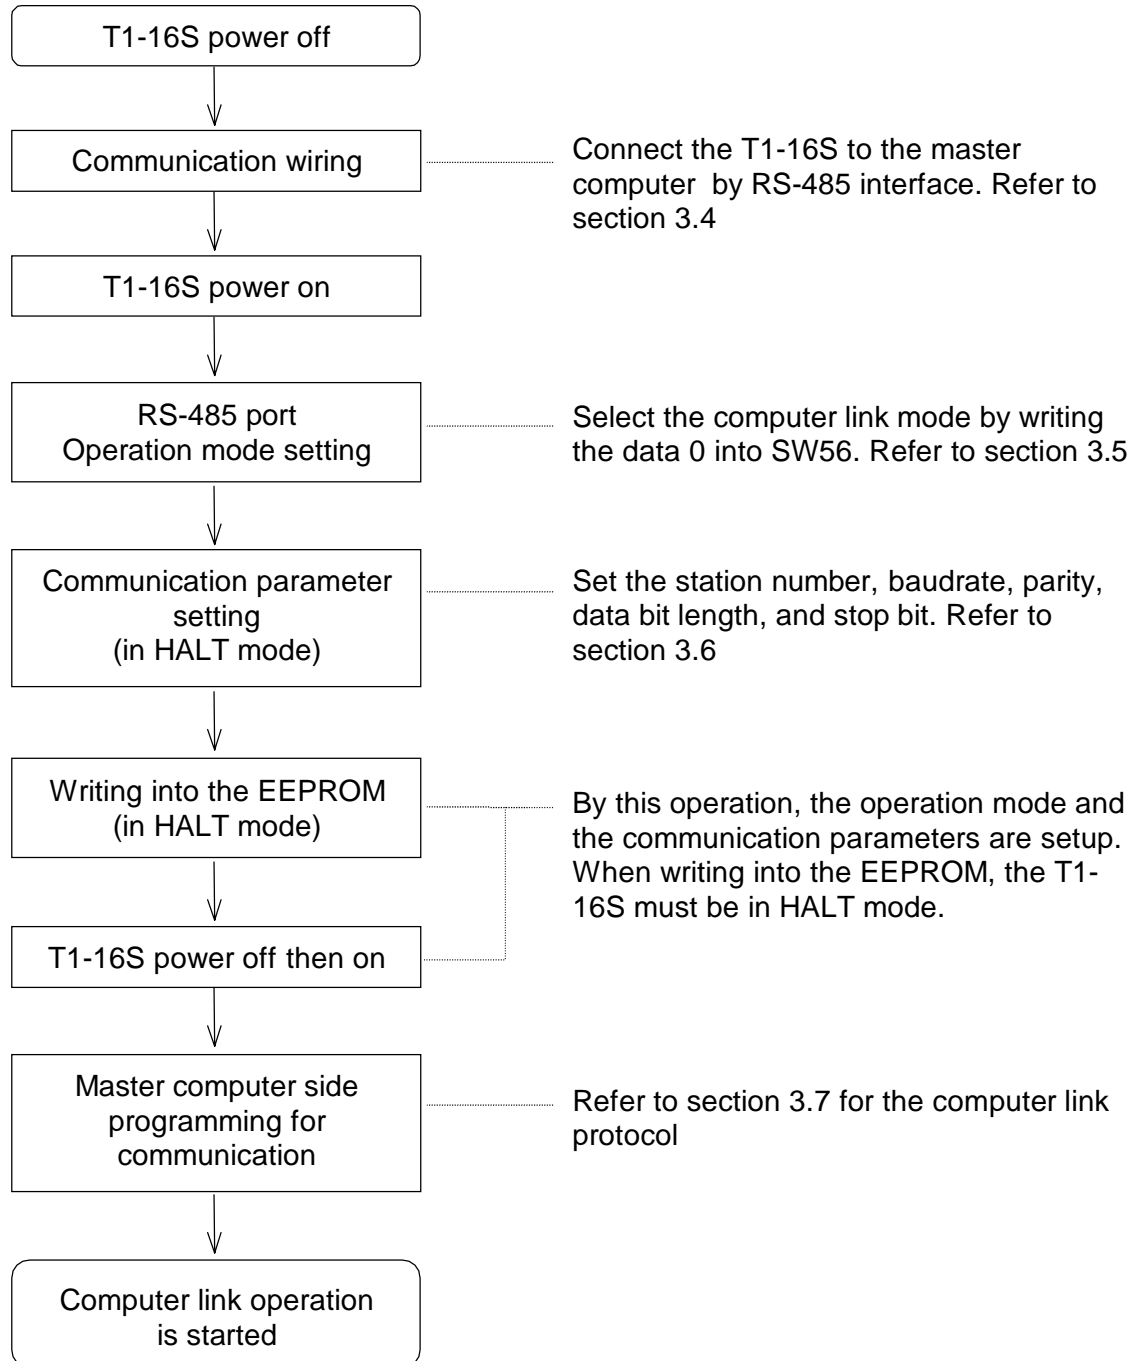 T1-16S power off
Communication wiring
Connect the T1-16S to the master
computer by RS-485 interface. Refer to
section 3.4
T1-16S power on
RS-485 port
Operation mode setting
Select the computer link mode by writing
the data 0 into SW56. Refer to section 3.5
Communication parameter
setting
(in HALT mode)
Set the station number, baudrate, parity,
data bit length, and stop bit. Refer to
section 3.6
Writing into the EEPROM
(in HALT mode)
By this operation, the operation mode and
the communication parameters are setup.
When writing into the EEPROM, the T1-
16S must be in HALT mode.
T1-16S power off then on
Master computer side
programming for
communication
Refer to section 3.7 for the computer link
protocol
Computer link operation
is started